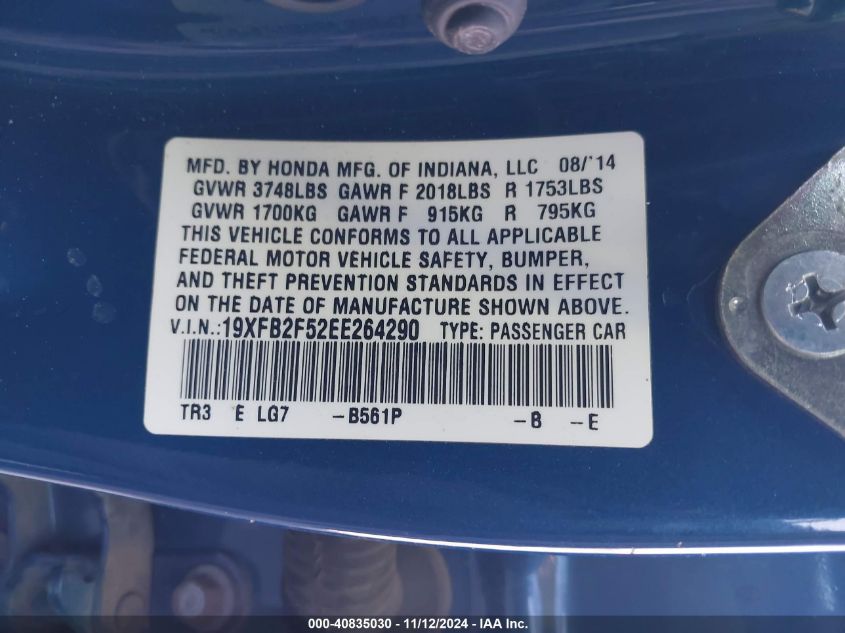 MFD. BY HONDA MFG. OF INDIANA, LLC 08/'14
GVWR 3748LBS GAWR F 2018LBS R 1753LBS
GVWR 1700KG GAWR F 915KG R 795KG
THIS VEHICLE CONFORMS TO ALL APPLICABLE
FEDERAL MOTOR VEHICLE SAFETY, BUMPER,
AND THEFT PREVENTION STANDARDS IN EFFECT
ON THE DATE OF MANUFACTURE SHOWN ABOVE.
V.I.N.:19XFB2F52EE264290 TYPE: PASSENGER CAR
TR3 E LG7 -B561P -B -E
000-40835030 - 11/12/2024 - IAA Inc.